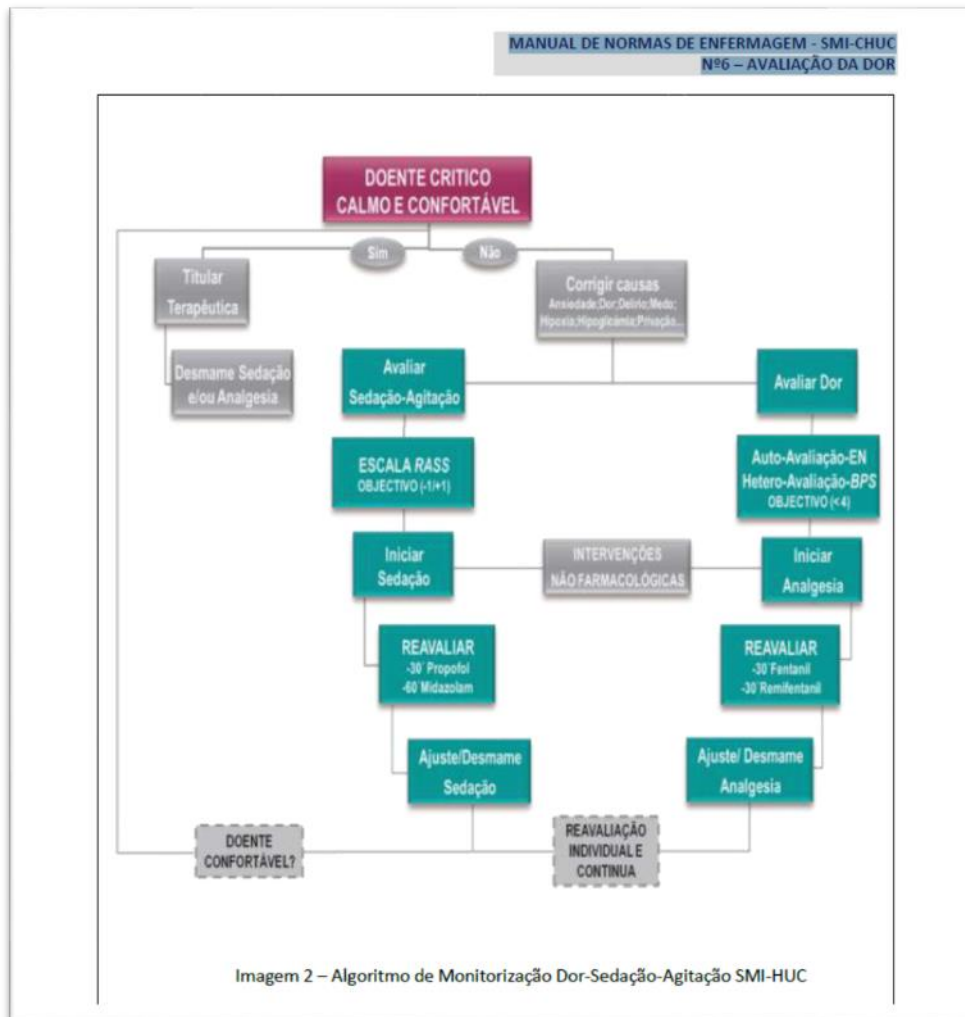 MANUAL DE NORMAS DE ENFERMAGEM - SMI-CHUC
Nº6 – AVALIAÇÃO DA DOR
DOENTE CRITICO
CALMO E CONFORTÁVEL
Sim
Não
Titular
Terapêutica
Corrigir causas
Ansiedade;Dor;Delírio;Medo;
Hipoxia;Hipoglicémia;Privação...
Desmame Sedação
e/ou Analgesia
Avaliar
Sedação-Agitação
Avaliar Dor
ESCALA RASS
OBJECTIVO (-1/+1)
Auto-Avaliação-EN
Hetero-Avaliação-BPS
OBJECTIVO (<4)
Iniciar
Sedação
INTERVENÇÕES
NÃO FARMACOLÓGICAS
Iniciar
Analgesia
REAVALIAR
-30´ Propofol
-60´Midazolam
REAVALIAR
-30´Fentanil
-30´Remifentanil
Ajuste/Desmame
Sedação
Ajuste/ Desmame
Analgesia
DOENTE
CONFORTÁVEL?
REAVALIAÇÃO
INDIVIDUAL E
CONTINUA
Imagem 2 – Algoritmo de Monitorização Dor-Sedação-Agitação SMI-HUC